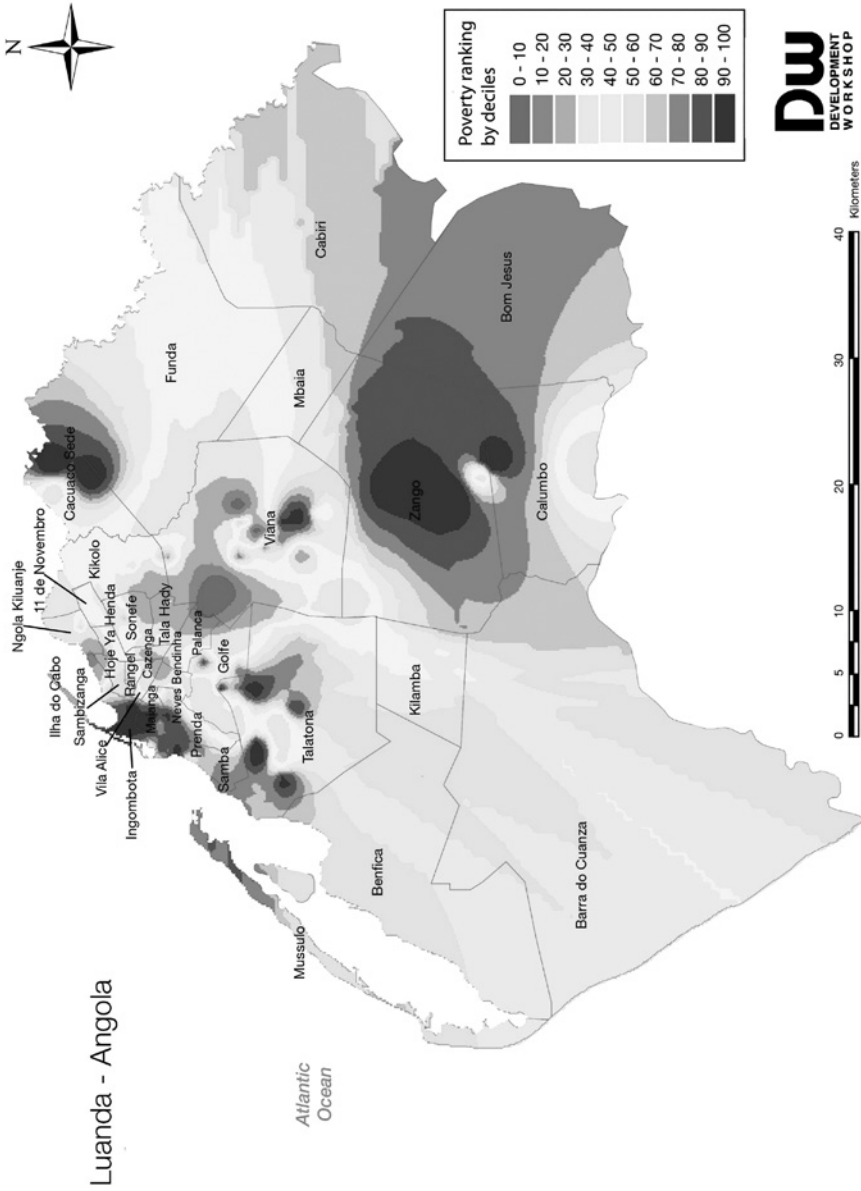 Luanda - Angola
N
Atlantic
Ocean
Ngola Kiluanje
11 de Novembro
Ilha do Cabo
Sambizanga
Vila Alice
Ingombota
Hoje Ya Henda
Rangel
Cazenga
Maianga
Neves Bendinha
Kikolo
Sonefe
Tala Hady
Palanca
Golfe
Prenda
Samba
Talatona
Cacuaco Sede
Funda
Viana
Mbaia
Cabiri
Bom Jesus
Zango
Calumbo
Kilamba
Benfica
Mussulo
Barra do Cuanza
Poverty ranking
by deciles
0 - 10
10 - 20
20 - 30
30 - 40
40 - 50
50 - 60
60 - 70
70 - 80
80 - 90
90 - 100
0 5 10 20 30 40
Kilometers
DW
DEVELOPMENT
WORKSHOP